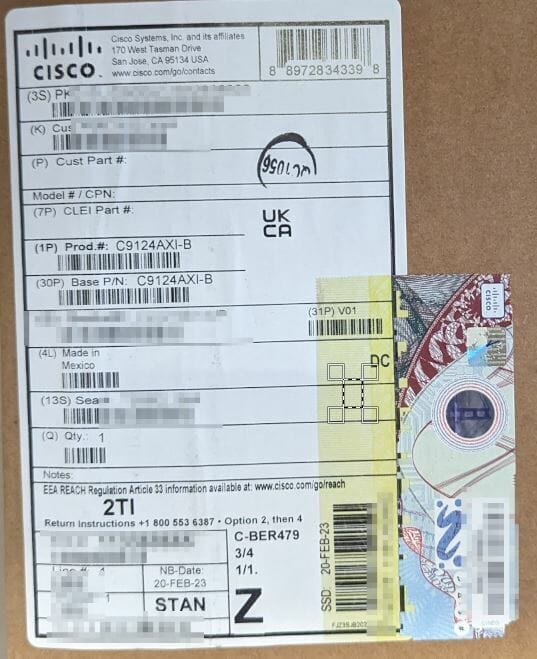 CISCO
Cisco Systems, Inc. and its affiliates
170 West Tasman Drive
San Jose, CA 95134 USA
www.cisco.com/go/contacts
8 8972834339 8
(3S) PK
(K) Cus
(P) Cust Part #:
Model # / CPN:
(7P) CLEI Part #:
UK
CA
(1P) Prod.#: C9124AXI-B
(30P) Base P/N: C9124AXI-B
(31P) V01
(4L) Made in
Mexico
DC
(13S) Sea
(Q) Qty.: 1
Notes:
EEA REACH Regulation Article 33 information available at: www.cisco.com/go/reach
2TI
Return Instructions +1 800 553 6387 • Option 2, then 4
C-BER479
3/4
1/1.
NB-Date:
20-FEB-23
STAN
Z
SSD: 20-FEB-23
CISCO